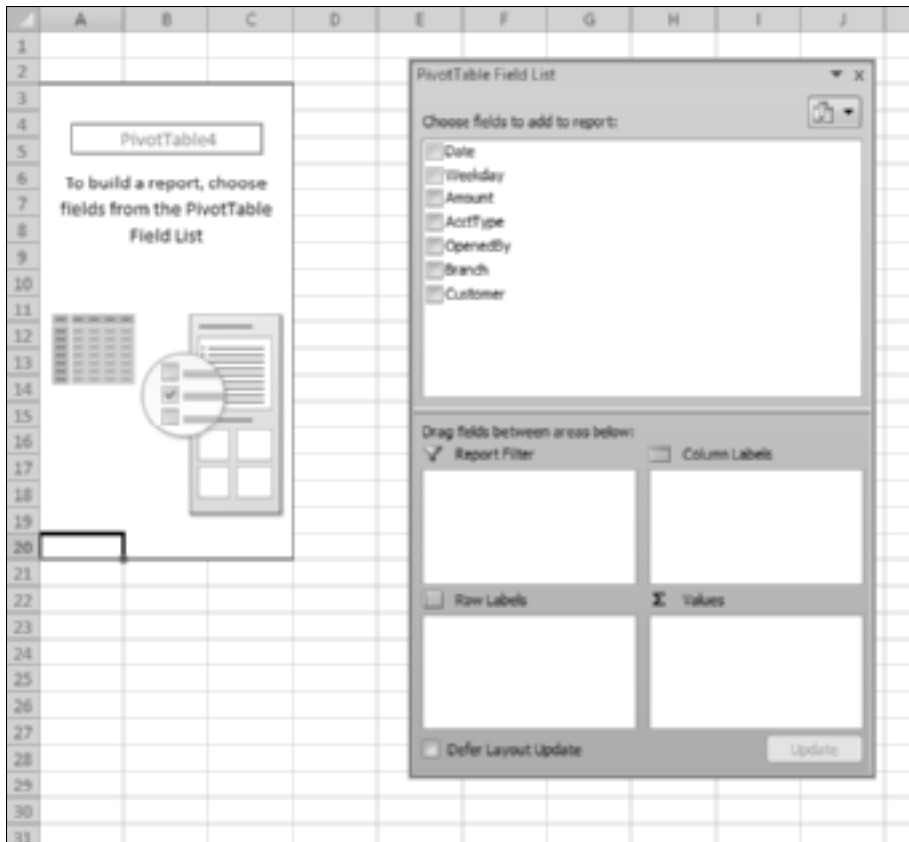 A B C D E F G H I J
1
2
3
4
5
6
7
8
9
10
11
12
13
14
15
16
17
18
19
20
21
22
23
24
25
26
27
28
29
30
31
PivotTable4
To build a report, choose
fields from the PivotTable
Field List
PivotTable Field List
Choose fields to add to report:
Date
Weekday
Amount
AcctType
OpenedBy
Branch
Customer
Drag fields between areas below:
Report Filter
Column Labels
Row Labels
Σ Values
Defer Layout Update
Update